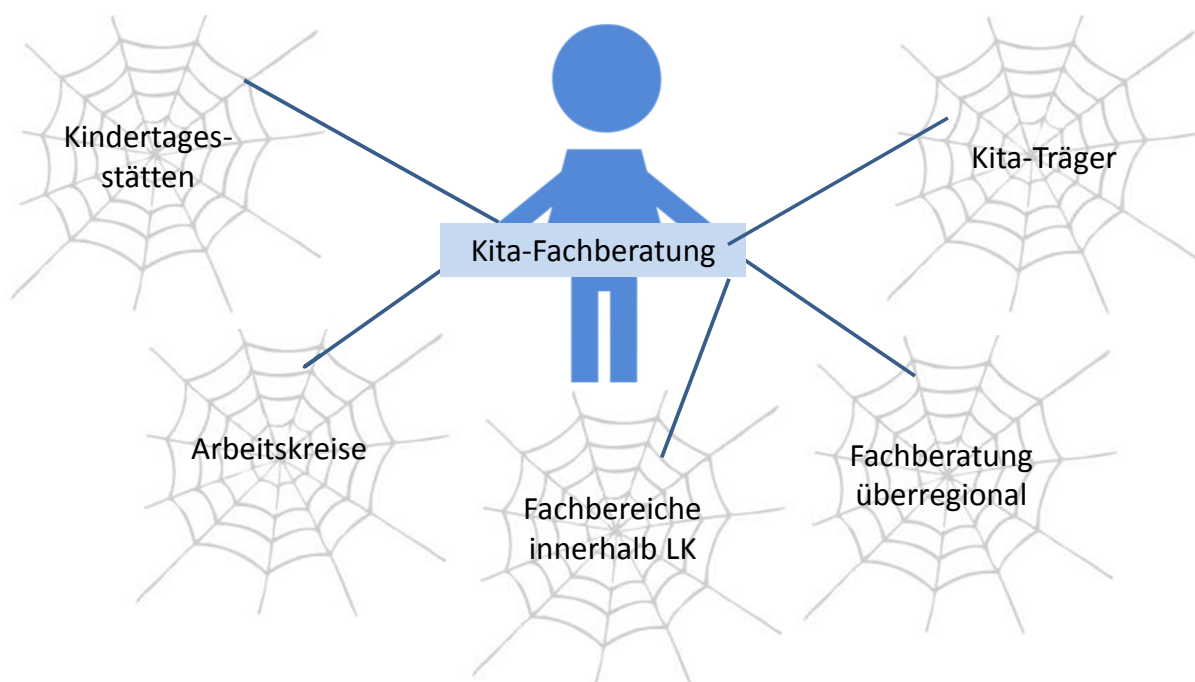 Kindertages-
stätten
Kita-Träger
Kita-Fachberatung
Arbeitskreise
Fachbereiche
innerhalb LK
Fachberatung
überregional